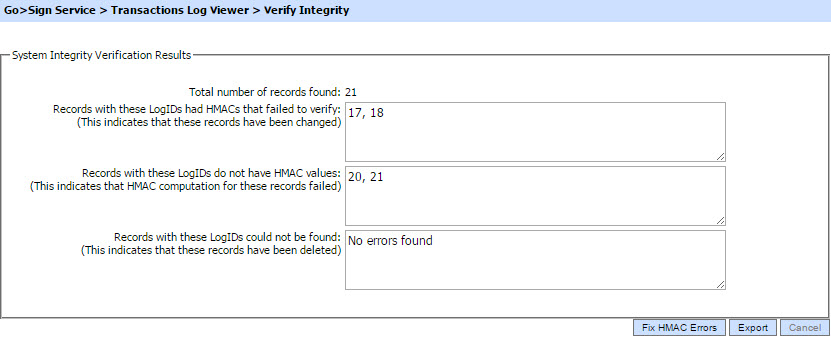 Go>Sign Service > Transactions Log Viewer > Verify Integrity
System Integrity Verification Results
Total number of records found: 21
Records with these LogIDs had HMACs that failed to verify:
(This indicates that these records have been changed)
17, 18
Records with these LogIDs do not have HMAC values:
(This indicates that HMAC computation for these records failed)
20, 21
Records with these LogIDs could not be found:
(This indicates that these records have been deleted)
No errors found
Fix HMAC Errors Export Cancel